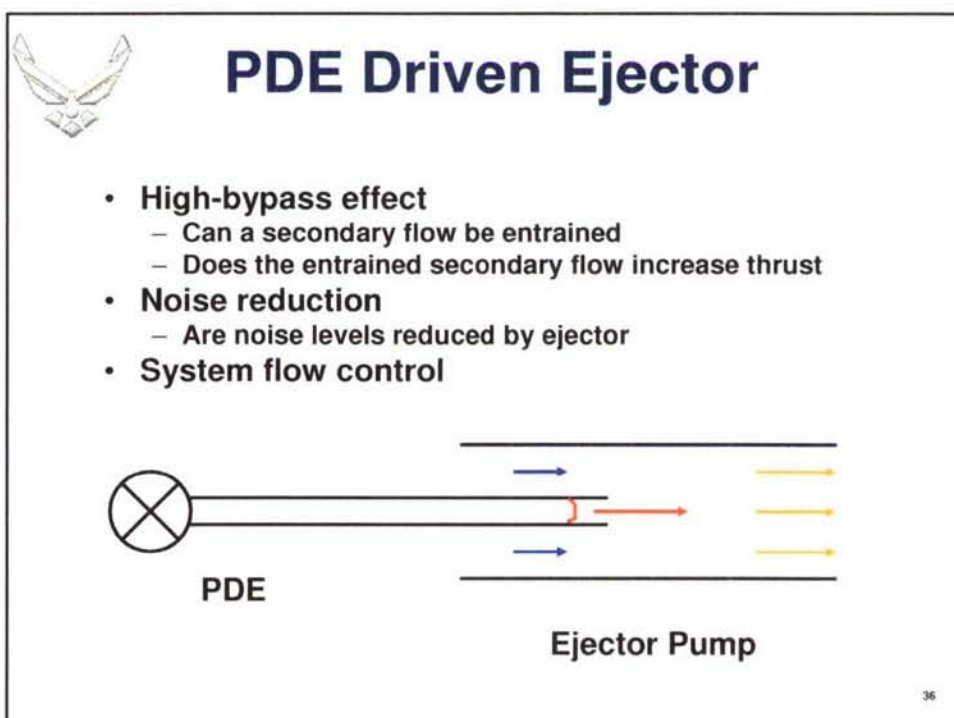 PDE Driven Ejector
• High-bypass effect
– Can a secondary flow be entrained
– Does the entrained secondary flow increase thrust
• Noise reduction
– Are noise levels reduced by ejector
• System flow control
PDE
Ejector Pump
36